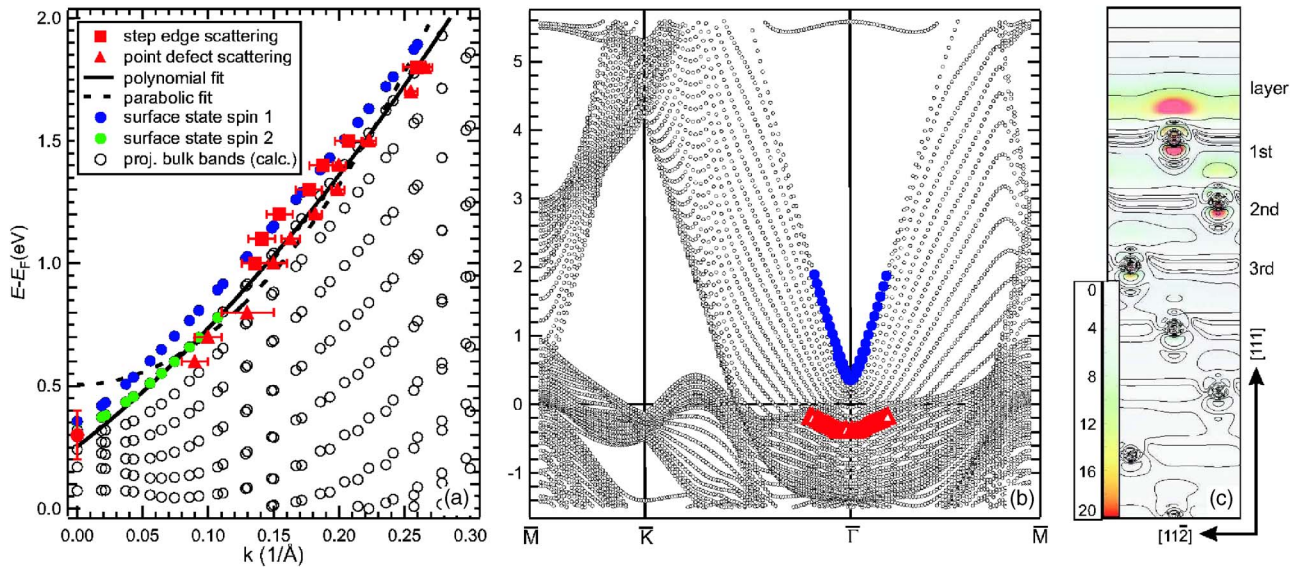 2.0
1.5
1.0
0.5
0.0
E-E_F(eV)
step edge scattering
point defect scattering
polynomial fit
parabolic fit
surface state spin 1
surface state spin 2
proj. bulk bands (calc.)
(a)
0.00 0.05 0.10 0.15 0.20 0.25 0.30
k (1/Å)
5
4
3
2
1
0
-1
(b)
M̅ K̅ Γ̅ M̅
layer
1st
2nd
3rd
0
4
8
12
16
20
(c)
[111]
[112̅]